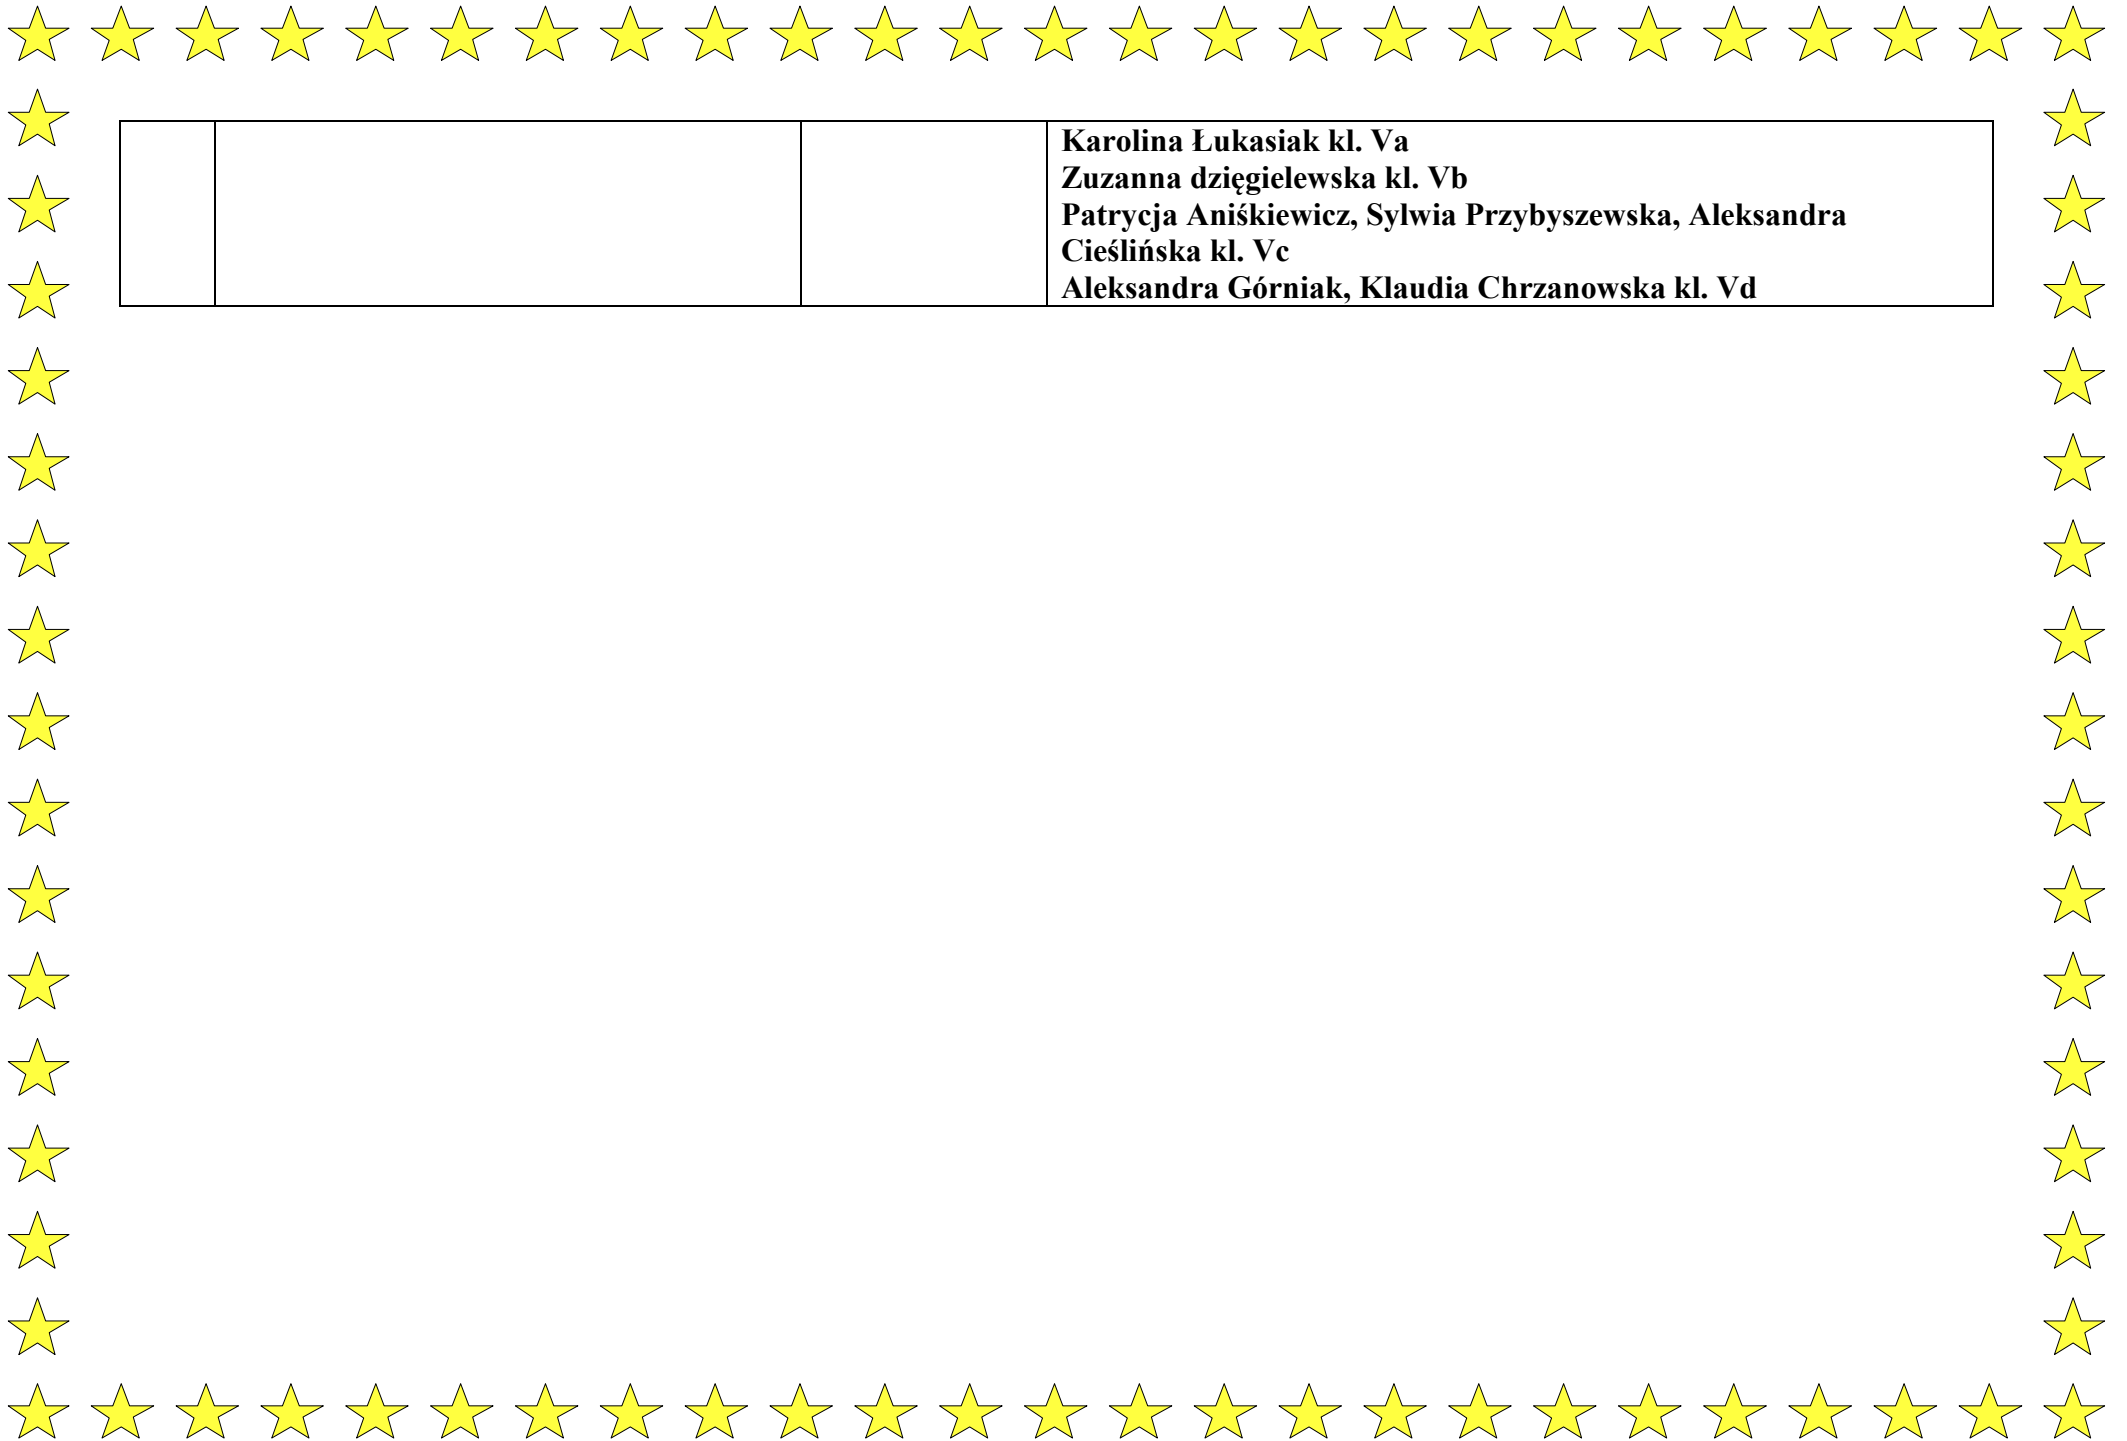 Karolina Łukasiak kl. Va
Zuzanna dzięgielewska kl. Vb
Patrycja Aniśkiewicz, Sylwia Przybyszewska, Aleksandra
Cieślińska kl. Vc
Aleksandra Górniak, Klaudia Chrzanowska kl. Vd